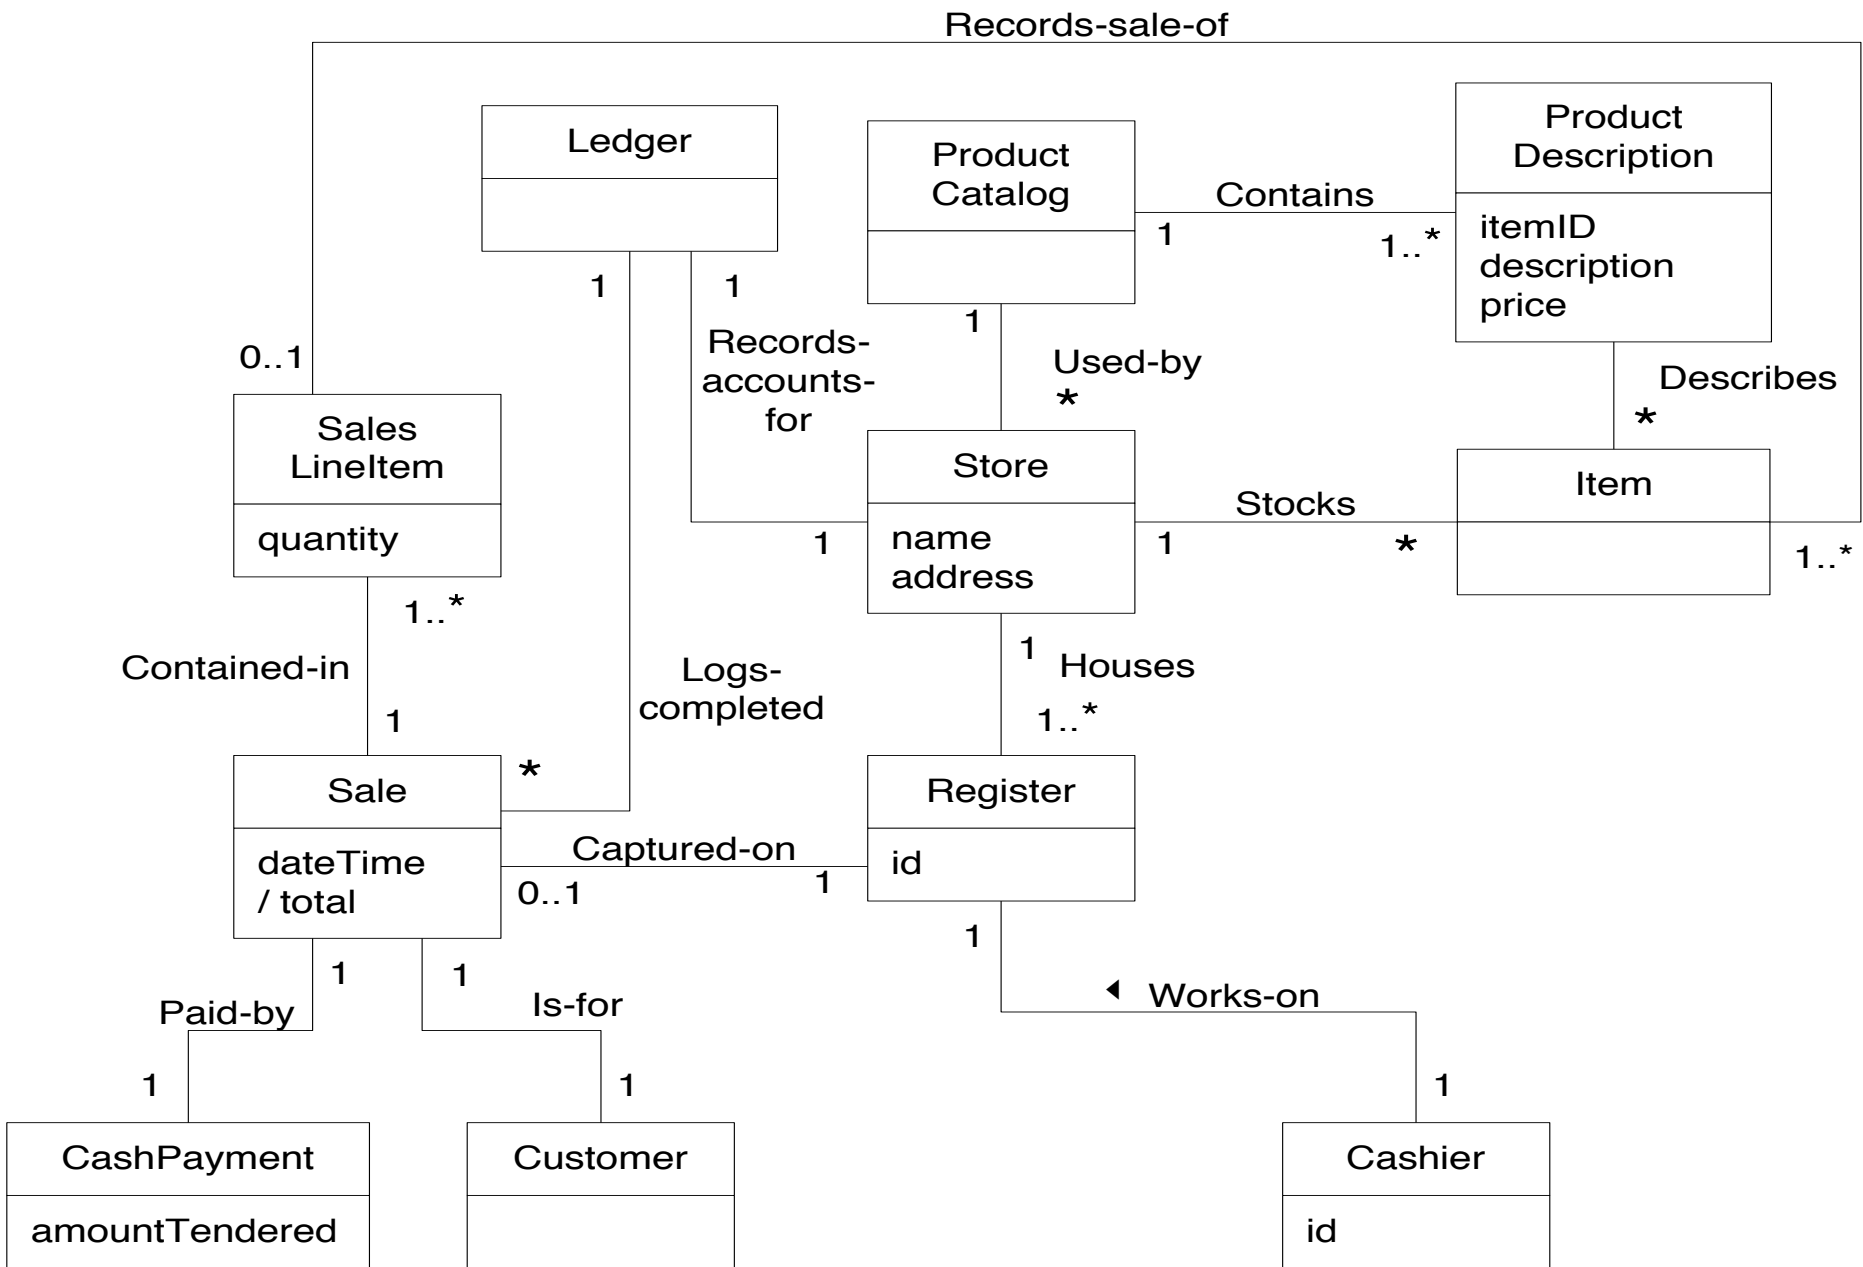 Records-sale-of
Ledger
Product
Catalog
Product
Description
itemID
description
price
Contains
1
1..*
1
1
1
Records-
accounts-
for
0..1
Used-by
*
Describes
*
Sales
LineItem
quantity
Store
name
address
Stocks
1
1
*
Item
1..*
1..*
Contained-in
1
Logs-
completed
*
1
Houses
1..*
Sale
dateTime
/ total
Captured-on
0..1
1
Register
id
1
1
1
Paid-by
Is-for
◀ Works-on
1
1
1
CashPayment
amountTendered
Customer
Cashier
id